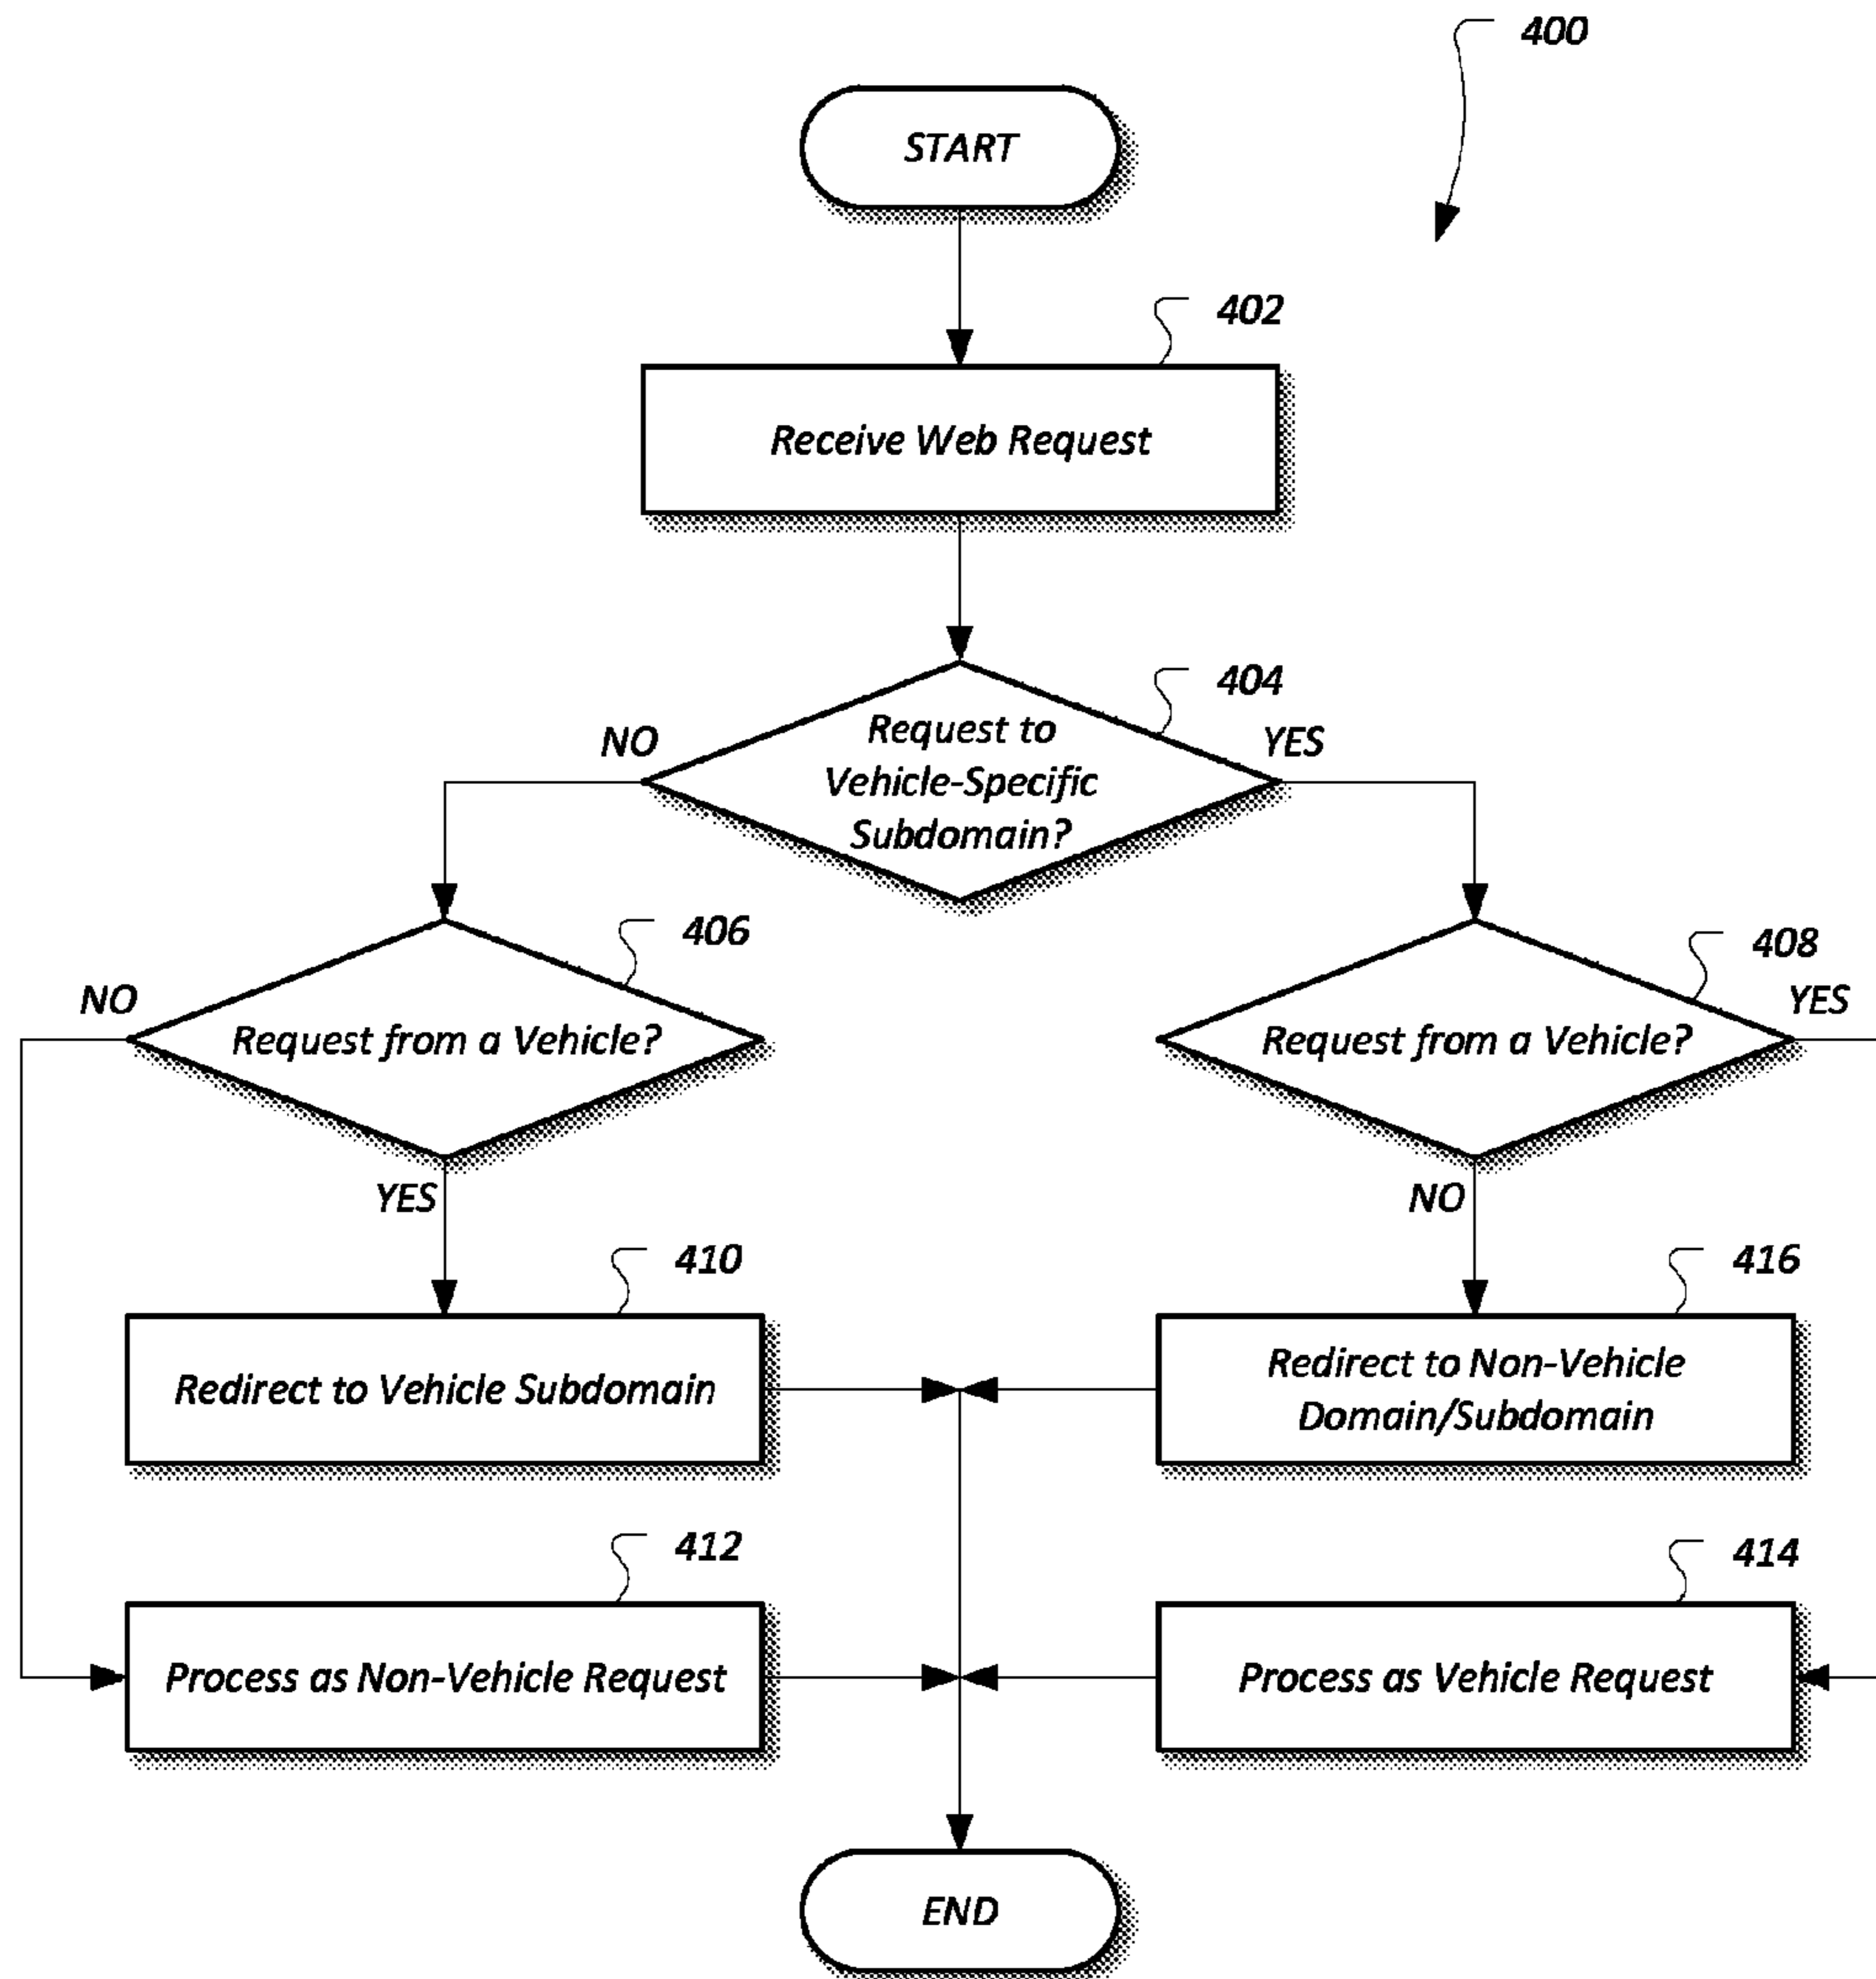 400
START
402
Receive Web Request
404
NO
YES
Request to
Vehicle-Specific
Subdomain?
406
408
NO
YES
Request from a Vehicle?
Request from a Vehicle?
YES
NO
410
416
Redirect to Vehicle Subdomain
Redirect to Non-Vehicle
Domain/Subdomain
412
414
Process as Non-Vehicle Request
Process as Vehicle Request
END